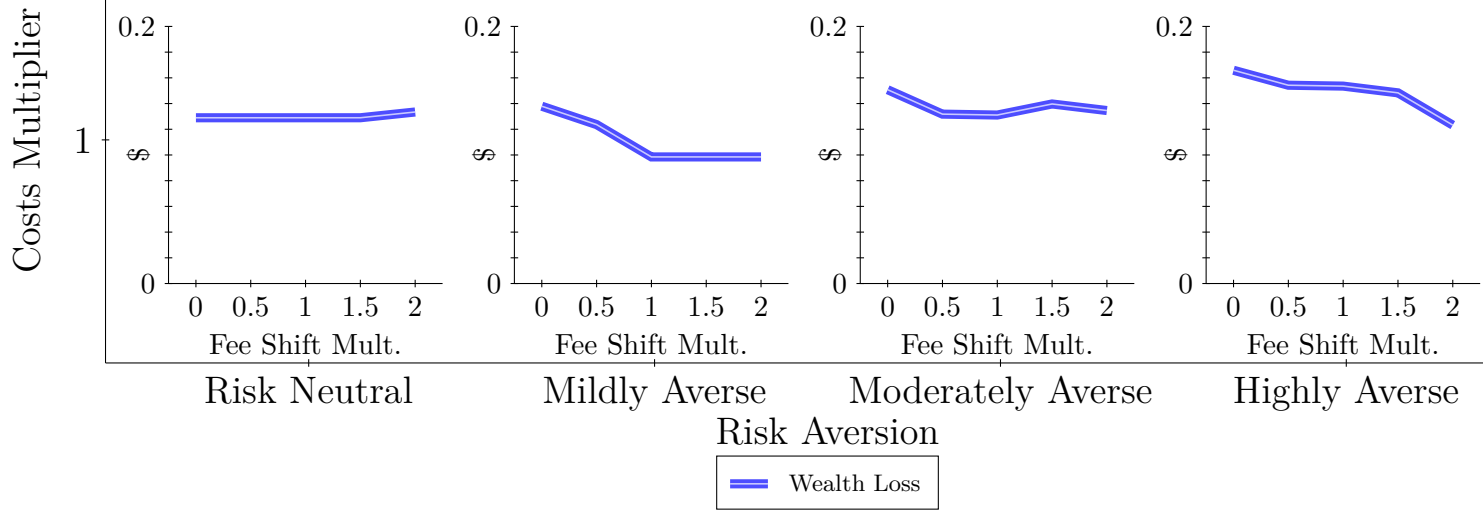 Costs Multiplier
1
0.2
$
0
0 0.5 1 1.5 2
Fee Shift Mult.
0.2
$
0
0 0.5 1 1.5 2
Fee Shift Mult.
0.2
$
0
0 0.5 1 1.5 2
Fee Shift Mult.
0.2
$
0
0 0.5 1 1.5 2
Fee Shift Mult.
Risk Neutral Mildly Averse Moderately Averse Highly Averse
Risk Aversion
Wealth Loss